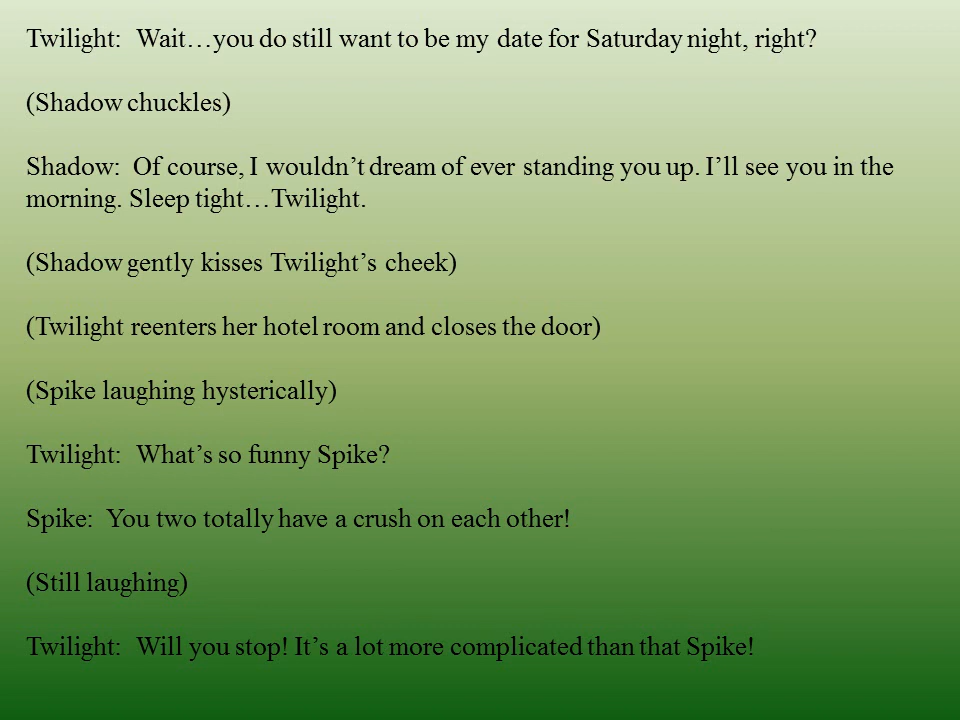 Twilight:  Wait…you do still want to be my date for Saturday night, right?
(Shadow chuckles)
Shadow:  Of course, I wouldn’t dream of ever standing you up. I’ll see you in the
morning. Sleep tight…Twilight.
(Shadow gently kisses Twilight’s cheek)
(Twilight reenters her hotel room and closes the door)
(Spike laughing hysterically)
Twilight:  What’s so funny Spike?
Spike:  You two totally have a crush on each other!
(Still laughing)
Twilight:  Will you stop! It’s a lot more complicated than that Spike!